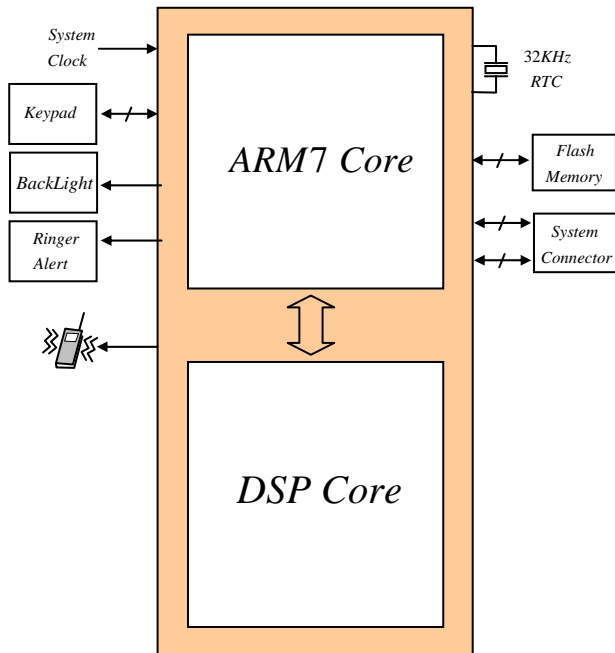 System
Clock
Keypad
BackLight
Ringer
Alert
ARM7 Core
DSP Core
32KHz
RTC
Flash
Memory
System
Connector